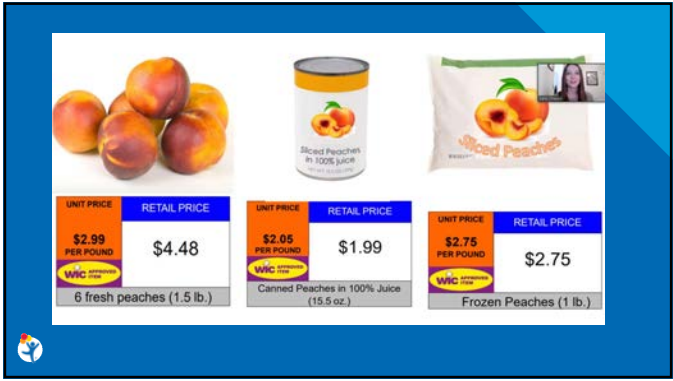 Sliced Peaches
in 100% juice
Sliced Peaches
UNIT PRICE
RETAIL PRICE
$2.99
PER POUND
$4.48
WIC APPROVED
ITEM
6 fresh peaches (1.5 lb.)
UNIT PRICE
RETAIL PRICE
$2.05
PER POUND
$1.99
WIC APPROVED
ITEM
Canned Peaches in 100% Juice
(15.5 oz.)
UNIT PRICE
RETAIL PRICE
$2.75
PER POUND
$2.75
WIC APPROVED
ITEM
Frozen Peaches (1 lb.)